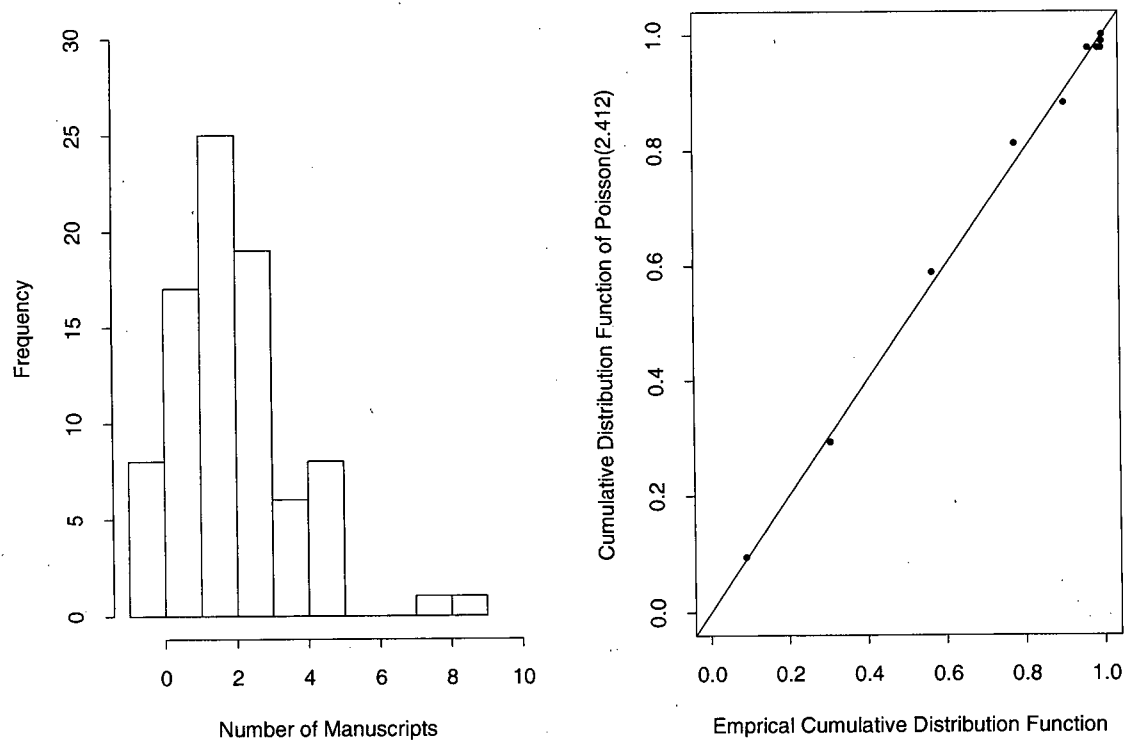 30
25
20
15
10
5
0
Frequency
0 2 4 6 8 10
Number of Manuscripts
1.0
0.8
0.6
0.4
0.2
0.0
Cumulative Distribution Function of Poisson(2.412)
0.0 0.2 0.4 0.6 0.8 1.0
Emprical Cumulative Distribution Function